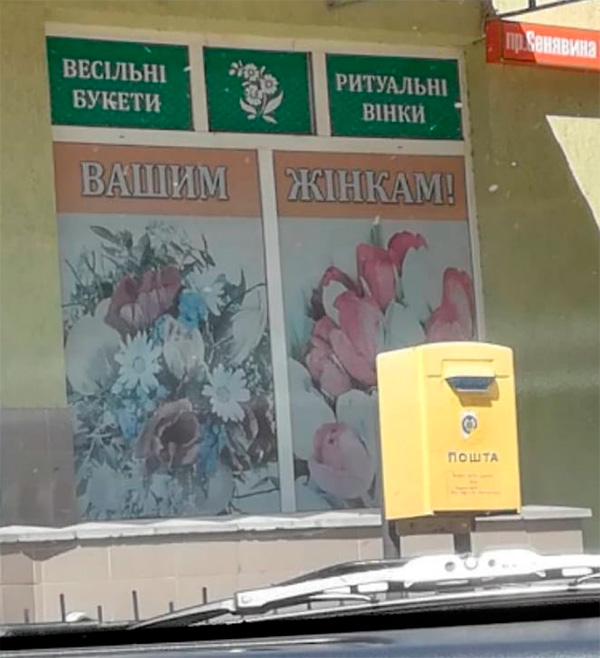 ВЕСІЛЬНІ
БУКЕТИ
РИТУАЛЬНІ
ВІНКИ
пр.Сенявина
ВАШИМ ЖІНКАМ!
ПОШТА